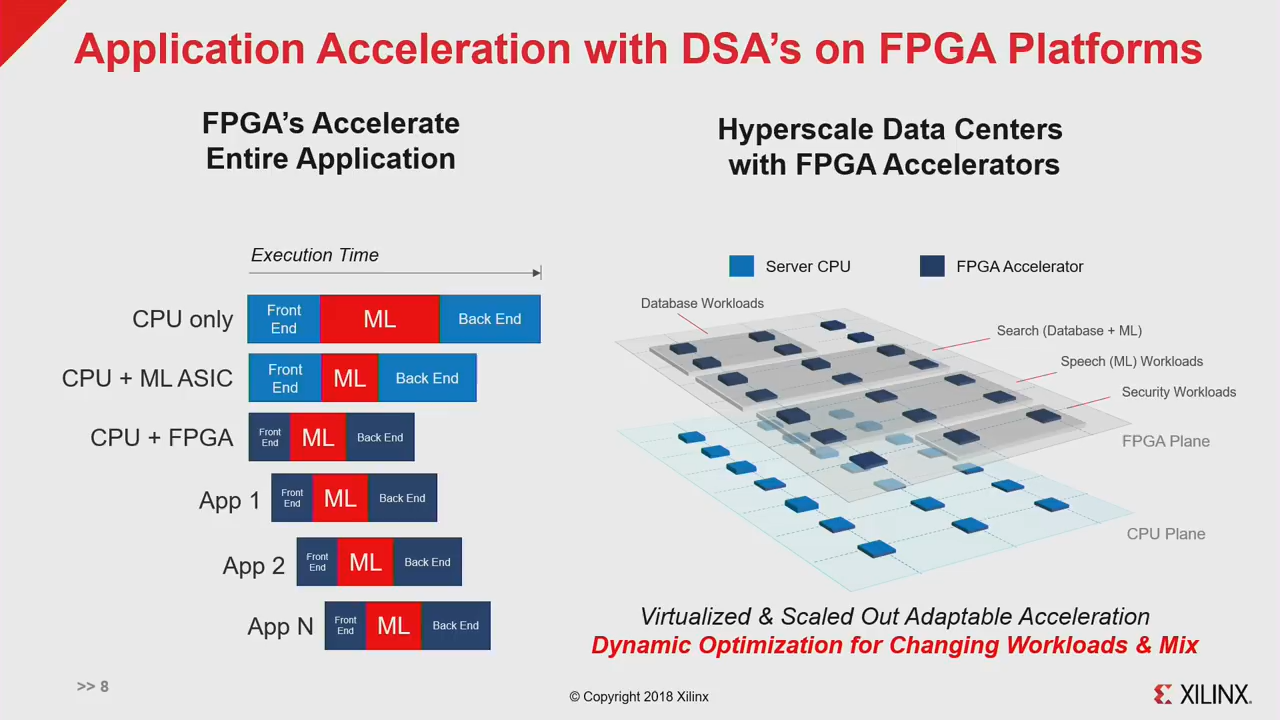 Application Acceleration with DSA's on FPGA Platforms
FPGA's Accelerate
Entire Application
Execution Time
CPU only
Front
End
ML
Back End
CPU + ML ASIC
Front
End
ML
Back End
CPU + FPGA
Front
End
ML
Back End
App 1
Front
End
ML
Back End
App 2
Front
End
ML
Back End
App N
Front
End
ML
Back End
Hyperscale Data Centers
with FPGA Accelerators
Server CPU
FPGA Accelerator
Database Workloads
Search (Database + ML)
Speech (ML) Workloads
Security Workloads
FPGA Plane
CPU Plane
Virtualized & Scaled Out Adaptable Acceleration
Dynamic Optimization for Changing Workloads & Mix
>> 8
© Copyright 2018 Xilinx
XILINX.